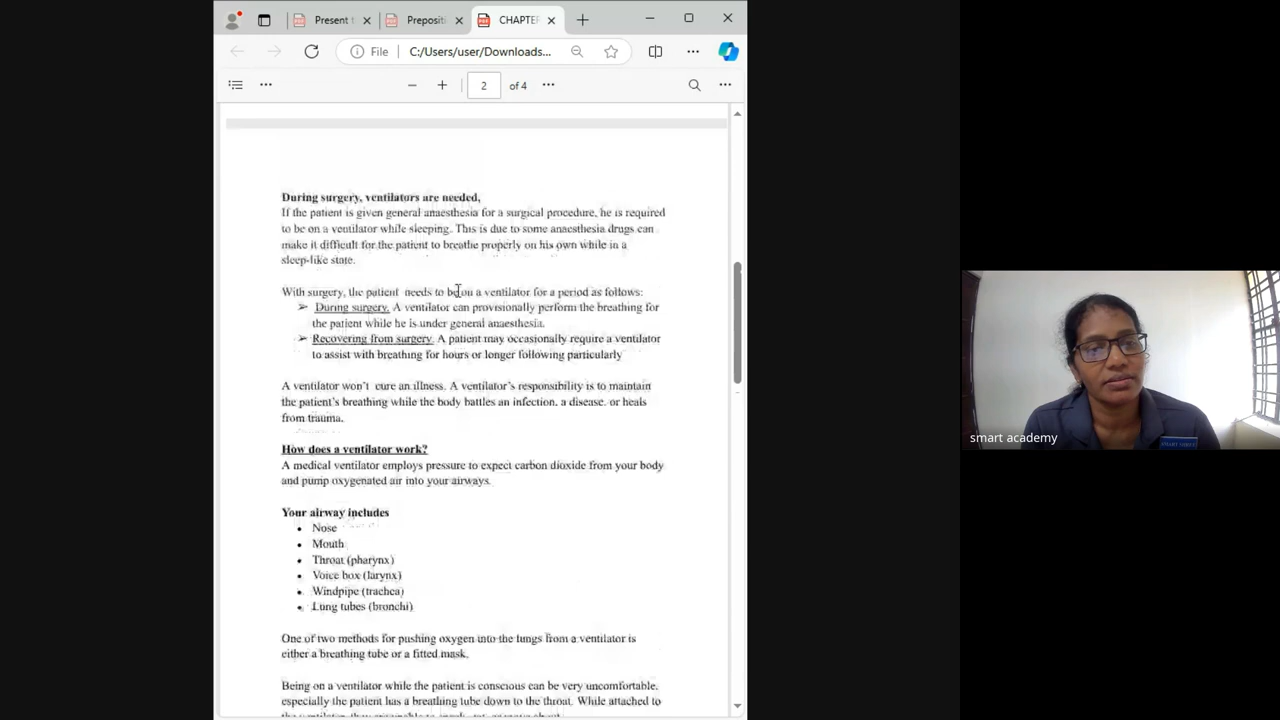 Present
Prepositi
CHAPTEF
File
C:/Users/user/Downloads...
2
of 4
During surgery, ventilators are needed,
If the patient is given general anaesthesia for a surgical procedure, he is required
to be on a ventilator while sleeping. This is due to some anaesthesia drugs can
make it difficult for the patient to breathe properly on his own while in a
sleep-like state.
With surgery, the patient needs to be on a ventilator for a period as follows:
➢ During surgery. A ventilator can provisionally perform the breathing for
the patient while he is under general anaesthesia.
➢ Recovering from surgery. A patient may occasionally require a ventilator
to assist with breathing for hours or longer following particularly
A ventilator won't cure an illness. A ventilator's responsibility is to maintain
the patient's breathing while the body battles an infection, a disease, or heals
from trauma.
How does a ventilator work?
A medical ventilator employs pressure to expect carbon dioxide from your body
and pump oxygenated air into your airways.
Your airway includes
• Nose
• Mouth
• Throat (pharynx)
• Voice box (larynx)
• Windpipe (trachea)
• Lung tubes (bronchi)
One of two methods for pushing oxygen into the lungs from a ventilator is
either a breathing tube or a fitted mask.
Being on a ventilator while the patient is conscious can be very uncomfortable,
especially the patient has a breathing tube down to the throat. While attached to
smart academy